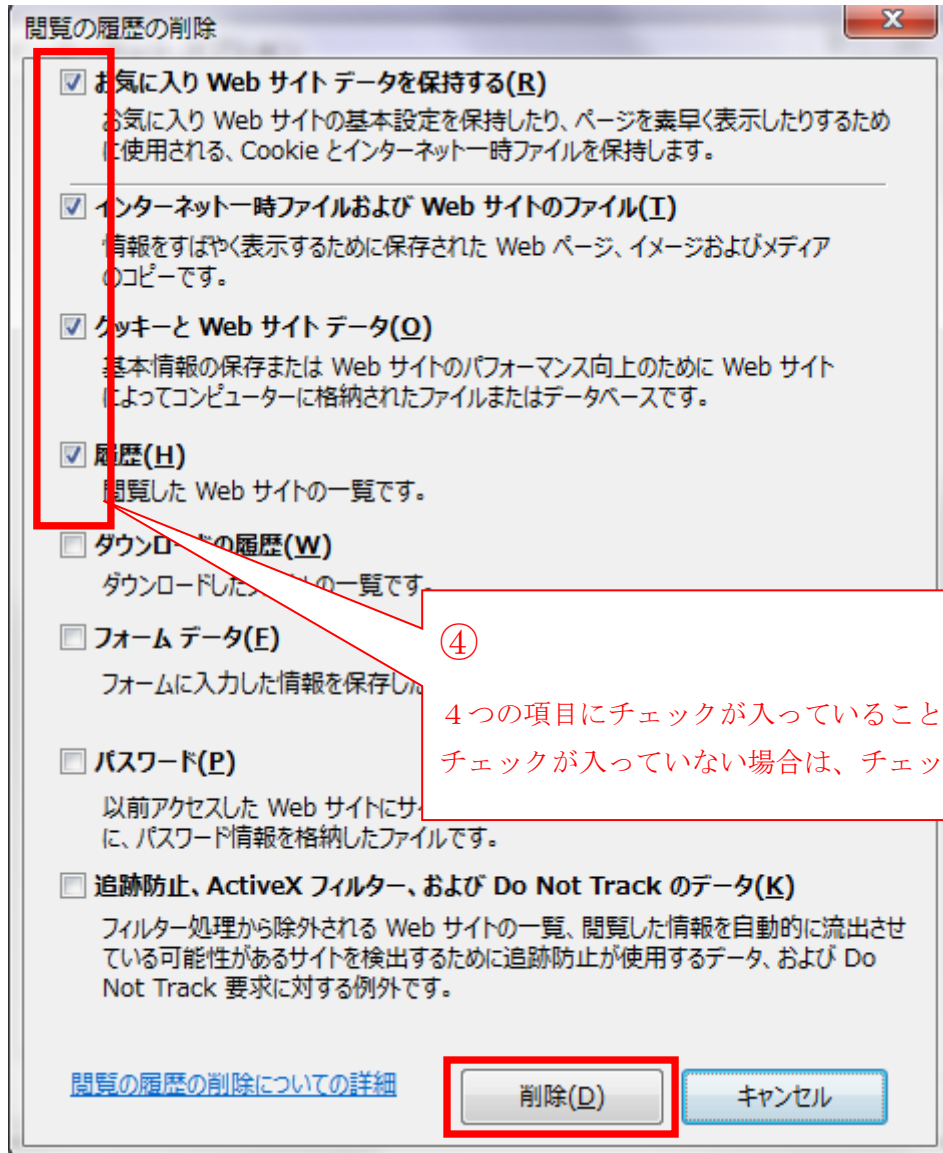 閲覧の履歴の削除
お気に入り Web サイト データを保持する(R)
お気に入り Web サイトの基本設定を保持したり、ページを素早く表示したりするため
に使用される、Cookie とインターネット一時ファイルを保持します。
インターネット一時ファイルおよび Web サイトのファイル(T)
情報をすばやく表示するために保存された Web ページ、イメージおよびメディア
のコピーです。
クッキーと Web サイト データ(O)
基本情報の保存または Web サイトのパフォーマンス向上のために Web サイト
によってコンピューターに格納されたファイルまたはデータベースです。
履歴(H)
閲覧した Web サイトの一覧です。
ダウンロードの履歴(W)
ダウンロードした の一覧です。
フォーム データ(F)
フォームに入力した情報を保存した
④
４つの項目にチェックが入っていること
チェックが入っていない場合は、チェッ
パスワード(P)
以前アクセスした Web サイトにサ
に、パスワード情報を格納したファイルです。
追跡防止、ActiveX フィルター、および Do Not Track のデータ(K)
フィルター処理から除外される Web サイトの一覧、閲覧した情報を自動的に流出させ
ている可能性があるサイトを検出するために追跡防止が使用するデータ、および Do
Not Track 要求に対する例外です。
閲覧の履歴の削除についての詳細
削除(D)
キャンセル